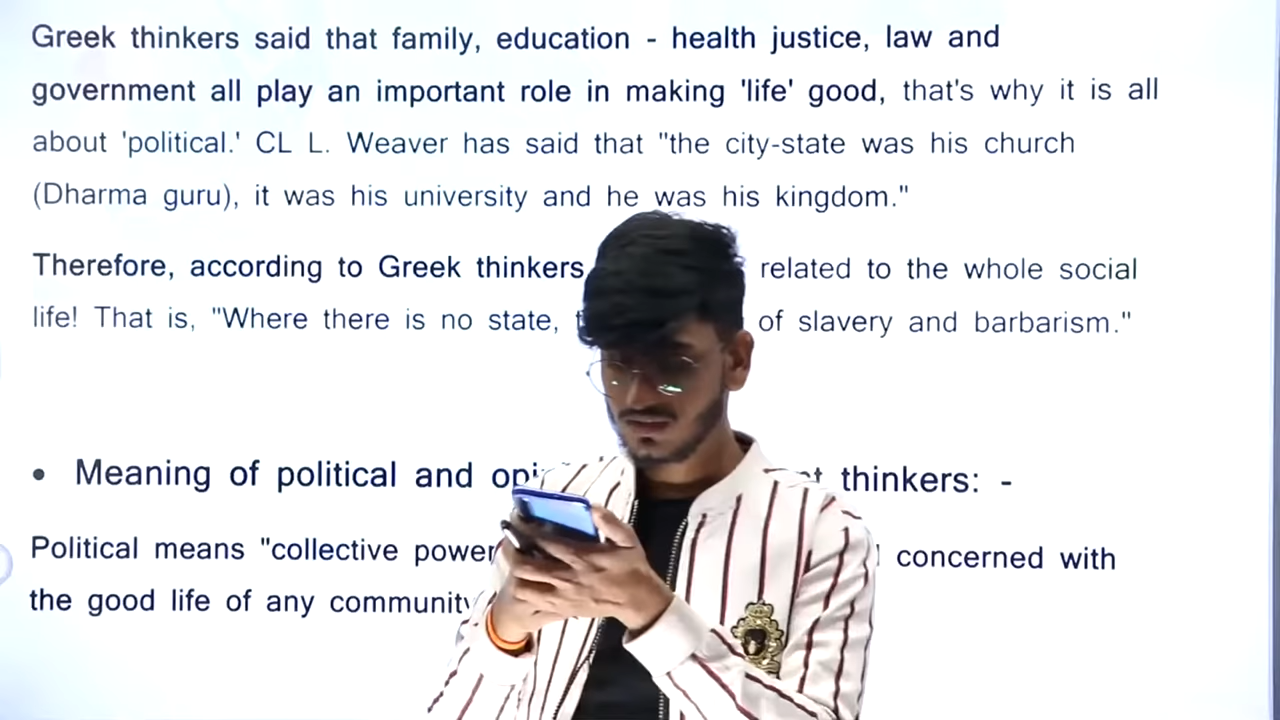 Greek thinkers said that family, education - health justice, law and
government all play an important role in making 'life' good, that's why it is all
about 'political.' CL L. Weaver has said that "the city-state was his church
(Dharma guru), it was his university and he was his kingdom."
Therefore, according to Greek thinkers related to the whole social
life! That is, "Where there is no state, of slavery and barbarism."
• Meaning of political and thinkers: -
Political means "collective power concerned with
the good life of any community